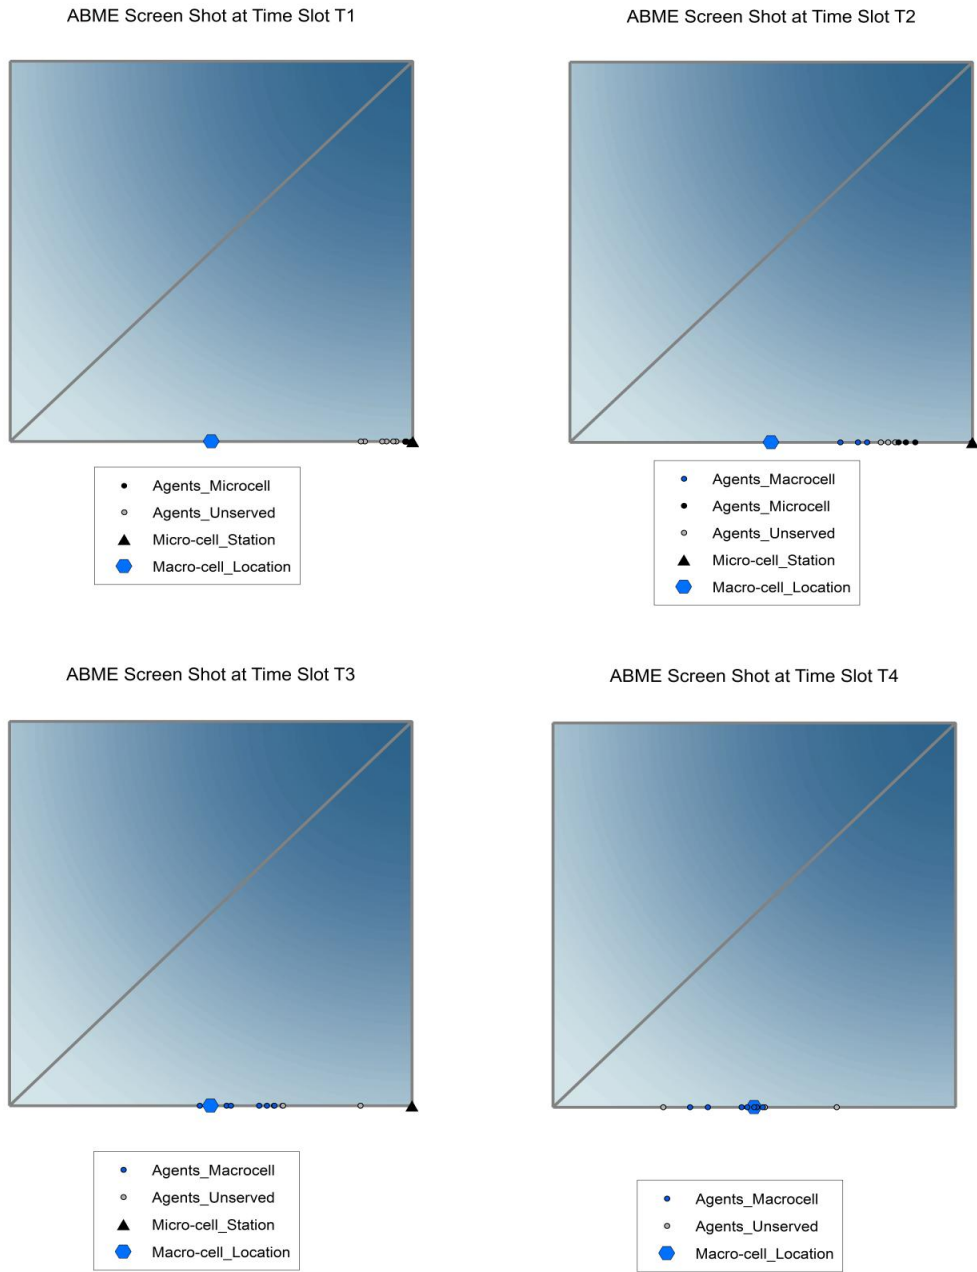 ABME Screen Shot at Time Slot T1
ABME Screen Shot at Time Slot T2
Agents_Microcell
Agents_Unserved
Micro-cell_Station
Macro-cell_Location
Agents_Macrocell
Agents_Microcell
Agents_Unserved
Micro-cell_Station
Macro-cell_Location
ABME Screen Shot at Time Slot T3
ABME Screen Shot at Time Slot T4
Agents_Macrocell
Agents_Unserved
Micro-cell_Station
Macro-cell_Location
Agents_Macrocell
Agents_Unserved
Macro-cell_Location